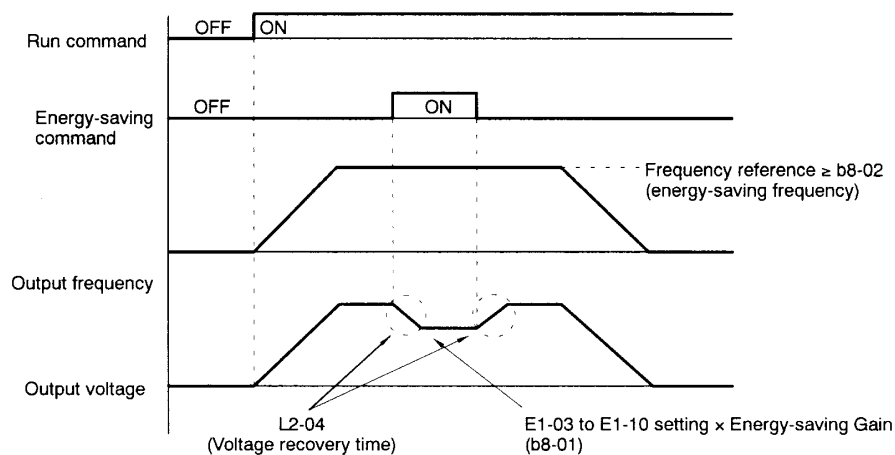 Run command
OFF
ON
Energy-saving
command
OFF
ON
Frequency reference ≥ b8-02
(energy-saving frequency)
Output frequency
Output voltage
L2-04
(Voltage recovery time)
E1-03 to E1-10 setting × Energy-saving Gain
(b8-01)